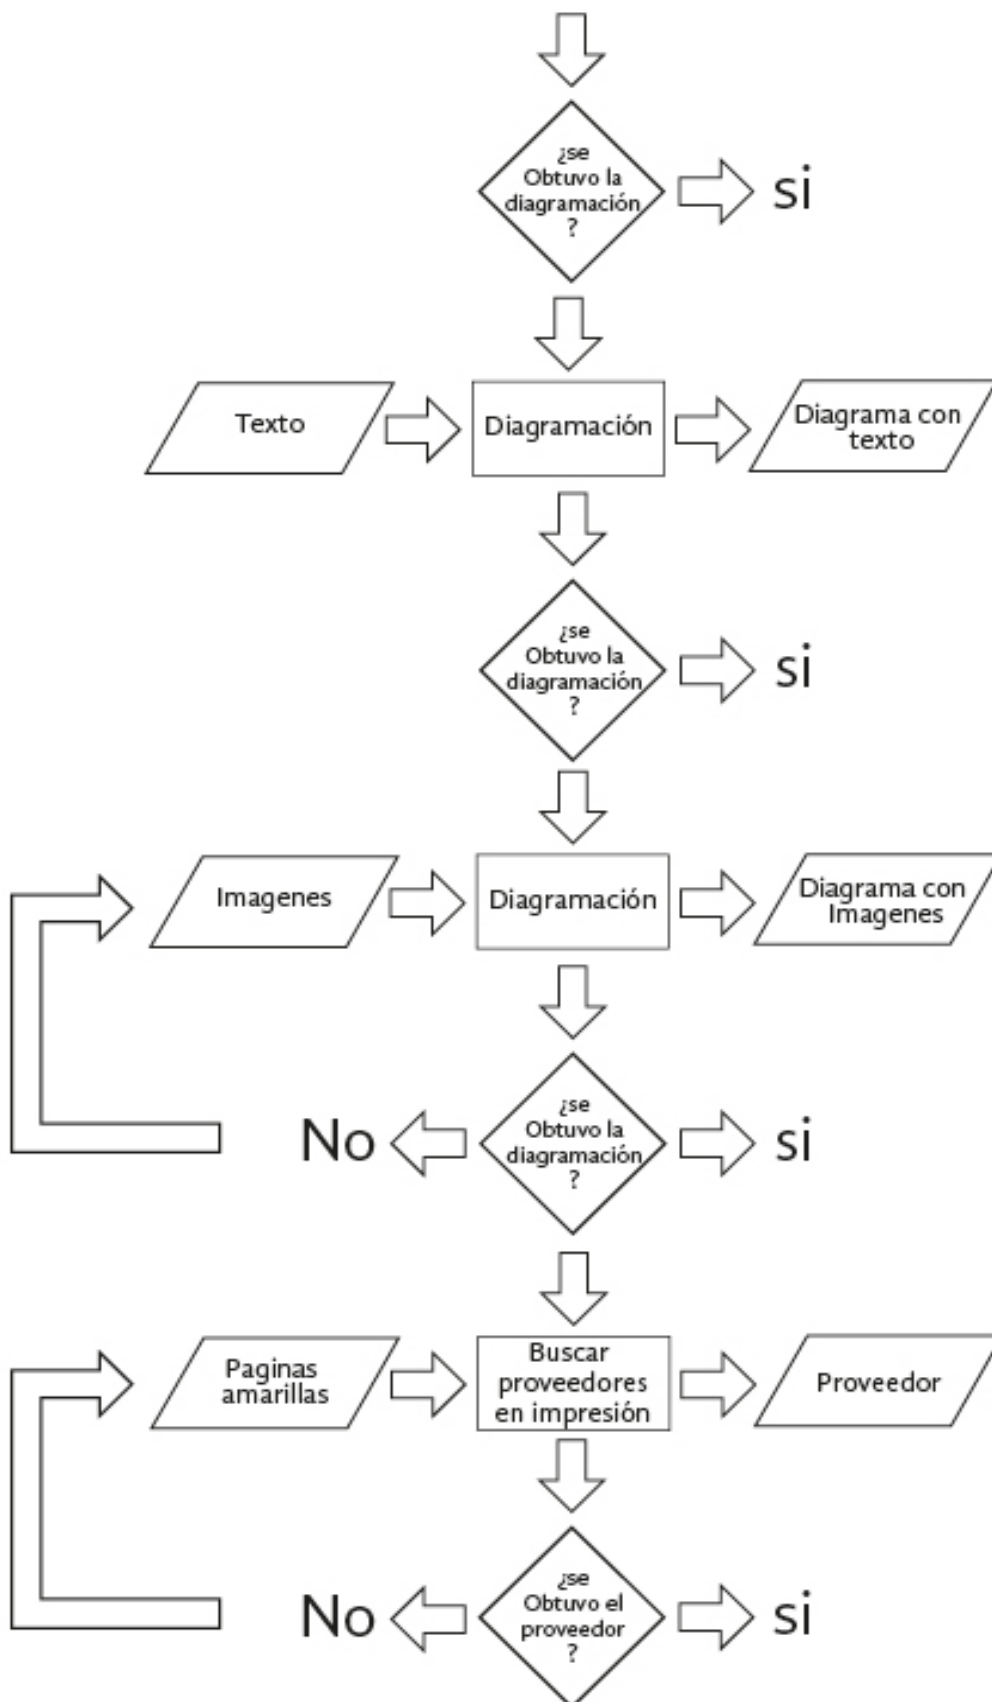 ¿se
Obtuvo la
diagramación
?
si
Texto
Diagramación
Diagrama con
texto
¿se
Obtuvo la
diagramación
?
si
Imagenes
Diagramación
Diagrama con
Imagenes
No
¿se
Obtuvo la
diagramación
?
si
Paginas
amarillas
Buscar
proveedores
en impresión
Proveedor
No
¿se
Obtuvo el
proveedor
?
si